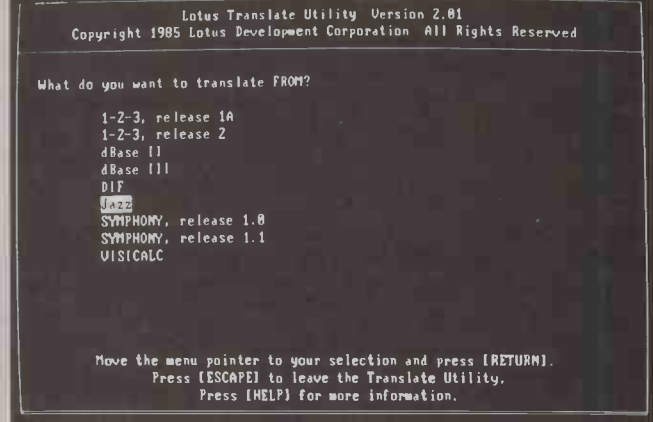 Lotus Translate Utility Version 2.01
Copyright 1985 Lotus Development Corporation All Rights Reserved
What do you want to translate FROM?
1-2-3, release 1A
1-2-3, release 2
dBase II
dBase III
DIF
Jazz
SYMPHONY, release 1.0
SYMPHONY, release 1.1
VISICALC
Move the menu pointer to your selection and press [RETURN].
Press [ESCAPE] to leave the Translate Utility.
Press [HELP] for more information.